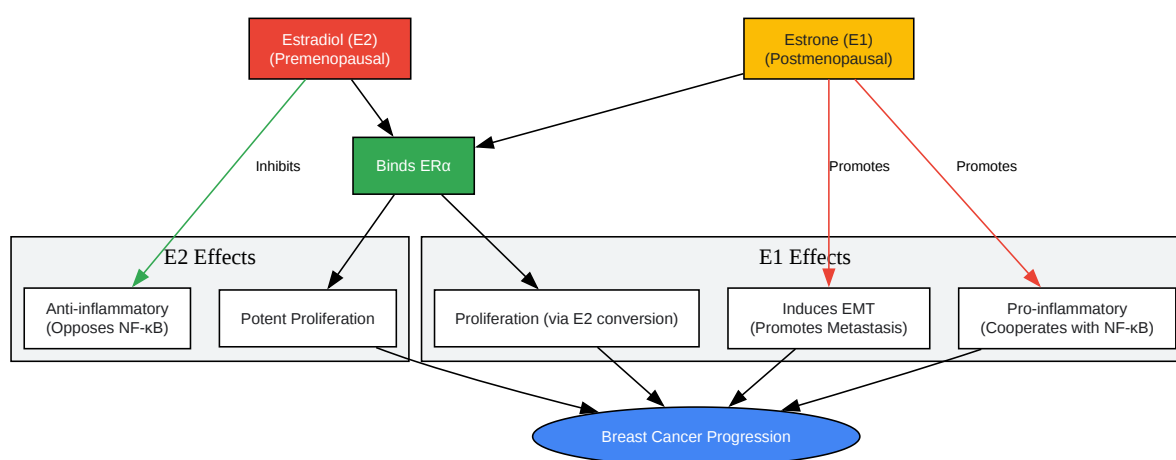 Estradiol (E2)
(Premenopausal)
Estrone (E1)
(Postmenopausal)
Binds ERα
Inhibits
Promotes
Promotes
E2 Effects
E1 Effects
Anti-inflammatory
(Opposes NF-κB)
Potent Proliferation
Proliferation (via E2 conversion)
Induces EMT
(Promotes Metastasis)
Pro-inflammatory
(Cooperates with NF-κB)
Breast Cancer Progression